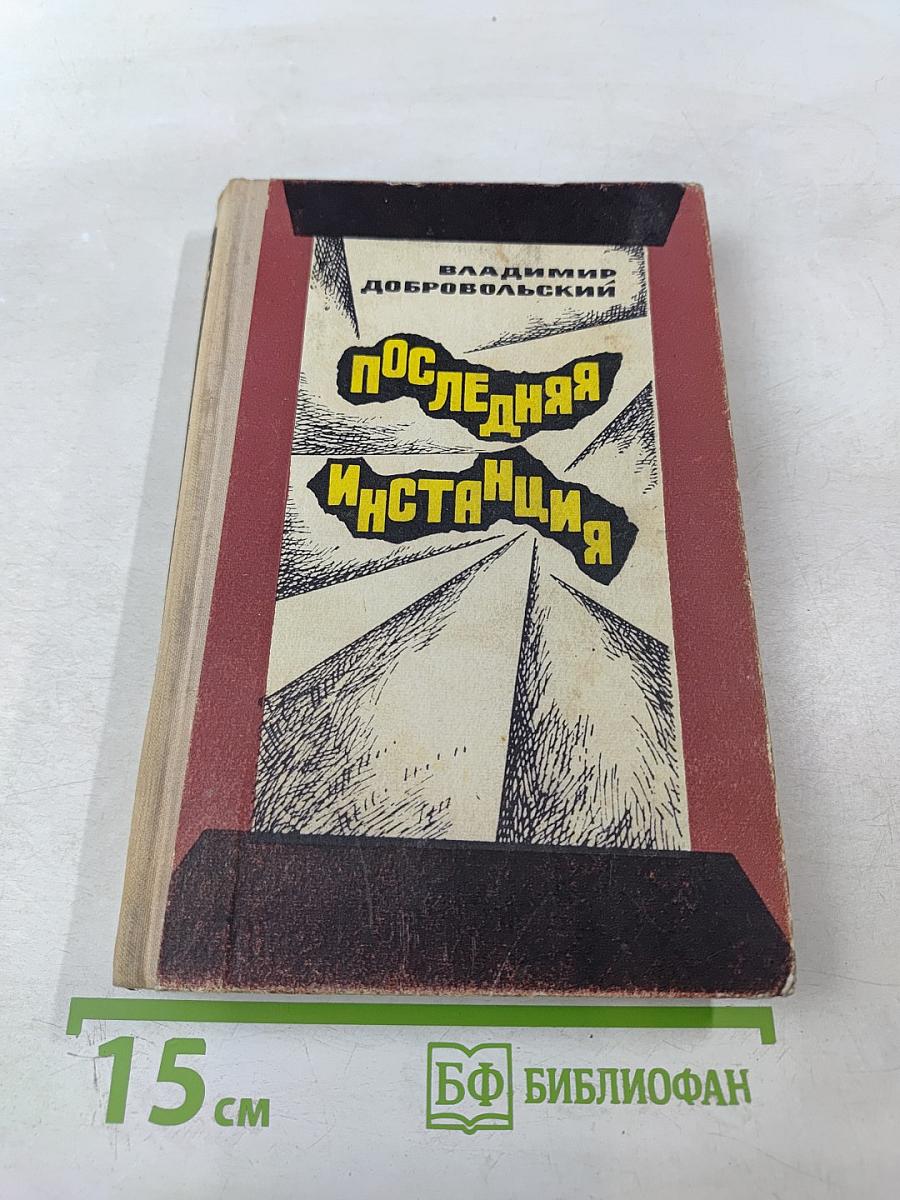 ВЛАДИМИР
ДОБРОВОЛЬСКИЙ
ПОСЛЕДНЯЯ
ИНСТАНЦИЯ
15 см
БФ БИБЛИОФАН